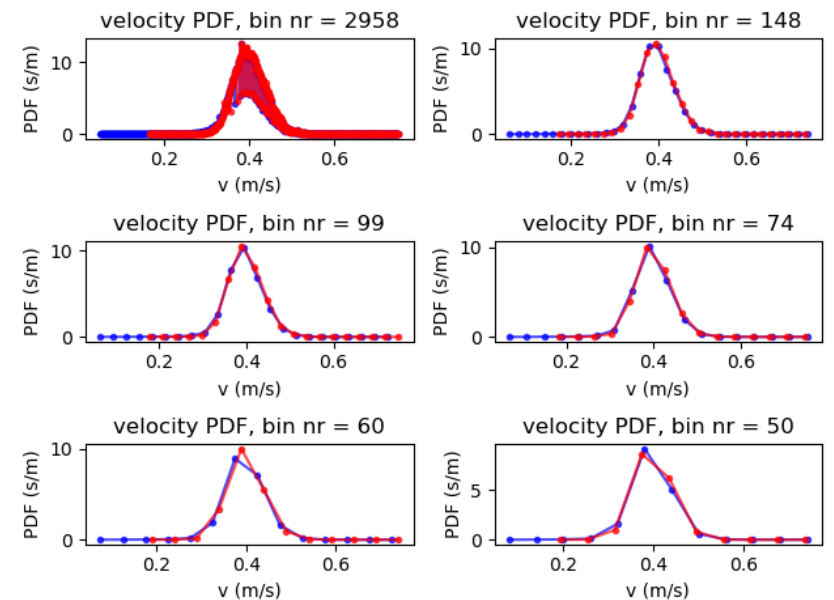 velocity PDF, bin nr = 2958
PDF (s/m)
10
0
0.2 0.4 0.6
v (m/s)
velocity PDF, bin nr = 148
PDF (s/m)
10
0
0.2 0.4 0.6
v (m/s)
velocity PDF, bin nr = 99
PDF (s/m)
10
0
0.2 0.4 0.6
v (m/s)
velocity PDF, bin nr = 74
PDF (s/m)
10
0
0.2 0.4 0.6
v (m/s)
velocity PDF, bin nr = 60
PDF (s/m)
10
0
0.2 0.4 0.6
v (m/s)
velocity PDF, bin nr = 50
PDF (s/m)
5
0
0.2 0.4 0.6
v (m/s)